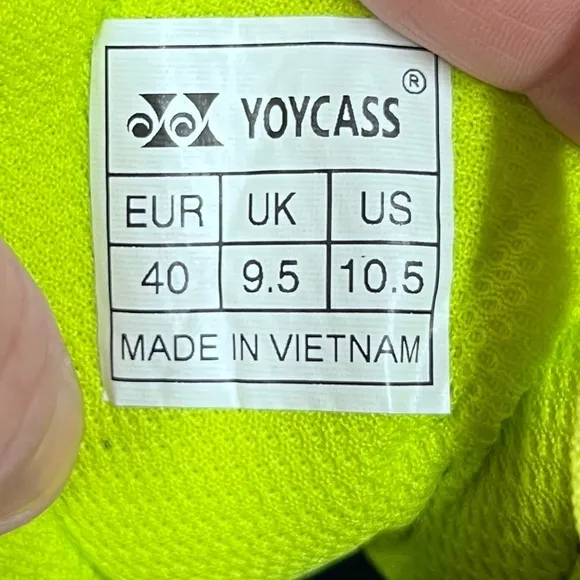 YOYCASS®
EUR UK US
40 9.5 10.5
MADE IN VIETNAM